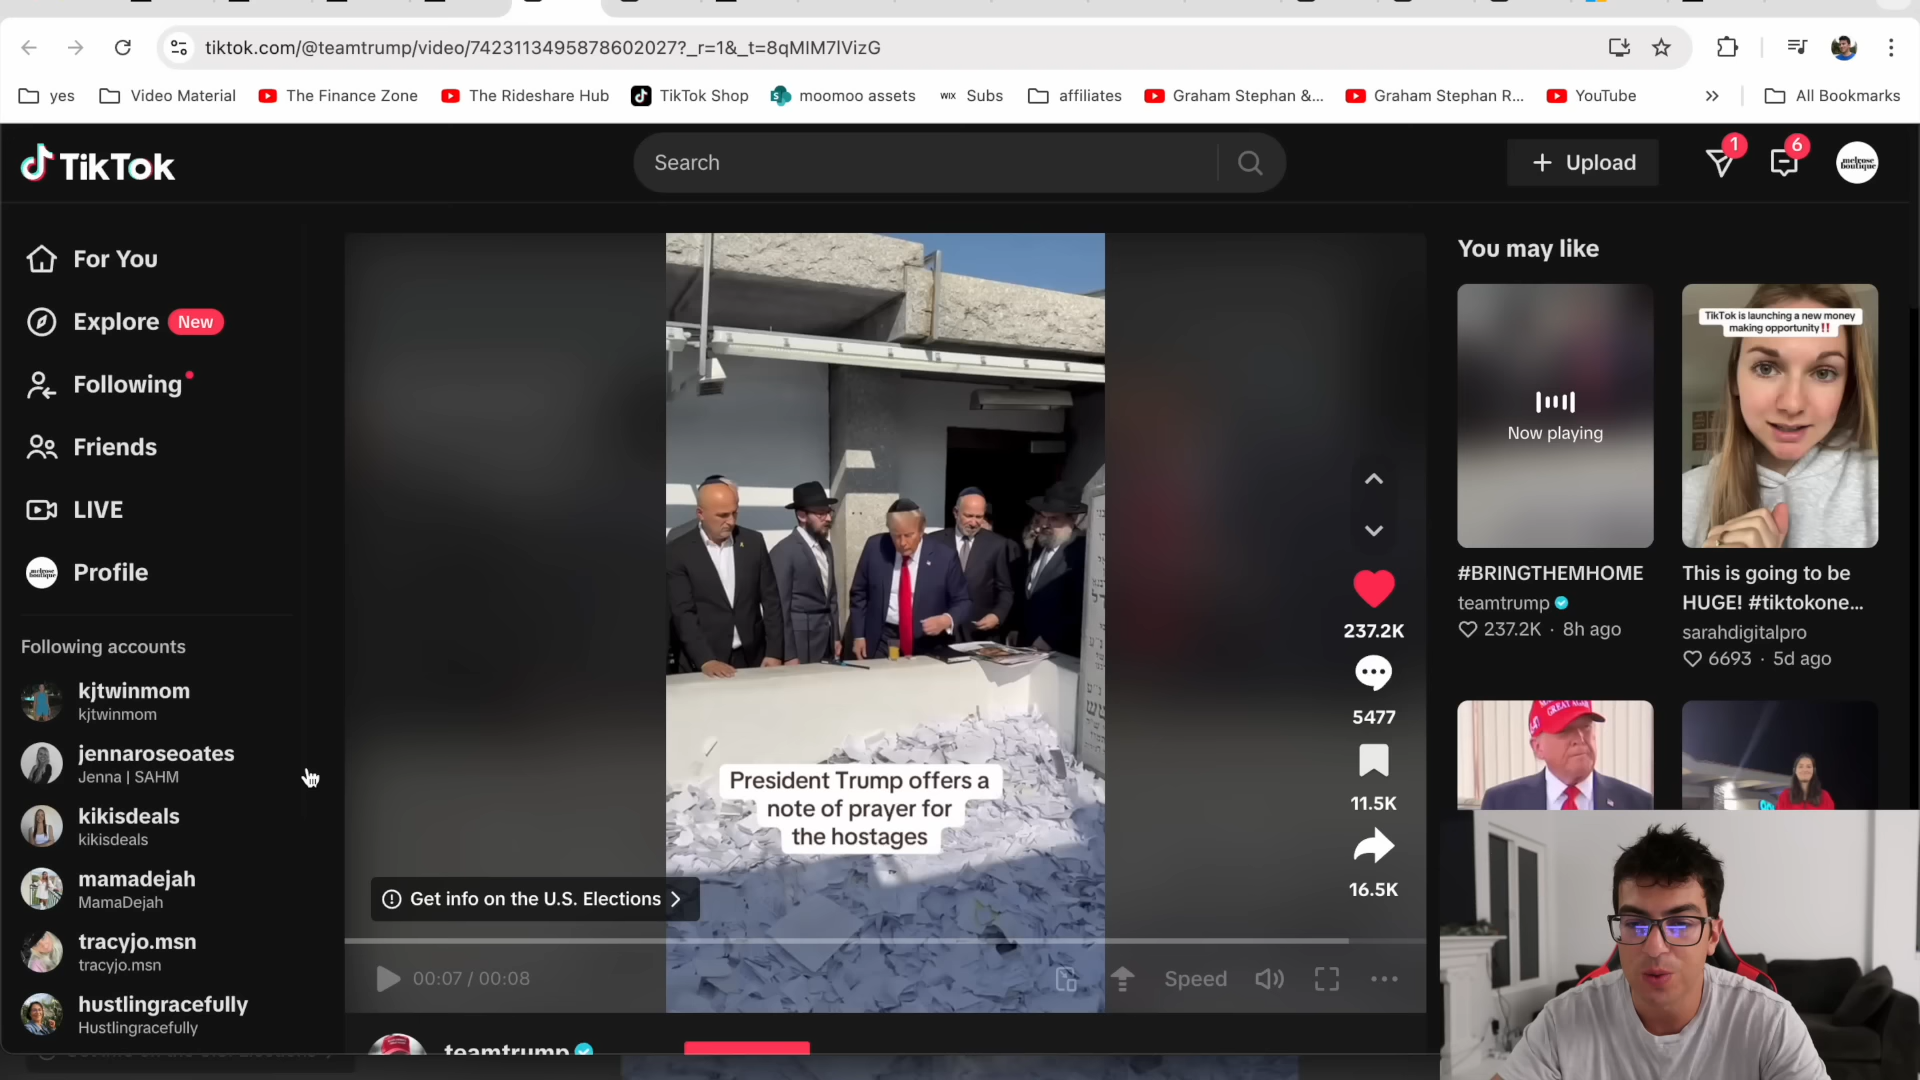 tiktok.com/@teamtrump/video/7423113495878602027?_r=1&_t=8qMIM7lVizG
yes
Video Material
The Finance Zone
The Rideshare Hub
TikTok Shop
moomoo assets
WiX
Subs
affiliates
Graham Stephan &...
Graham Stephan R...
YouTube
All Bookmarks
TikTok
Search
Upload
1
6
melrose boutique
For You
Explore New
Following
Friends
LIVE
Profile
Following accounts
kjtwinmom
kjtwinmom
jennaroseoates
Jenna | SAHM
kikisdeals
kikisdeals
mamadejah
MamaDejah
tracyjo.msn
tracyjo.msn
hustlingracefully
Hustlingracefully
President Trump offers a
note of prayer for
the hostages
Get info on the U.S. Elections
00:07 / 00:08
Speed
237.2K
5477
11.5K
16.5K
teamtrump
You may like
Now playing
#BRINGTHEMHOME
teamtrump
237.2K · 8h ago
TikTok is launching a new money
making opportunity‼️
This is going to be
HUGE! #tiktokone...
sarahdigitalpro
6693 · 5d ago
GREAT